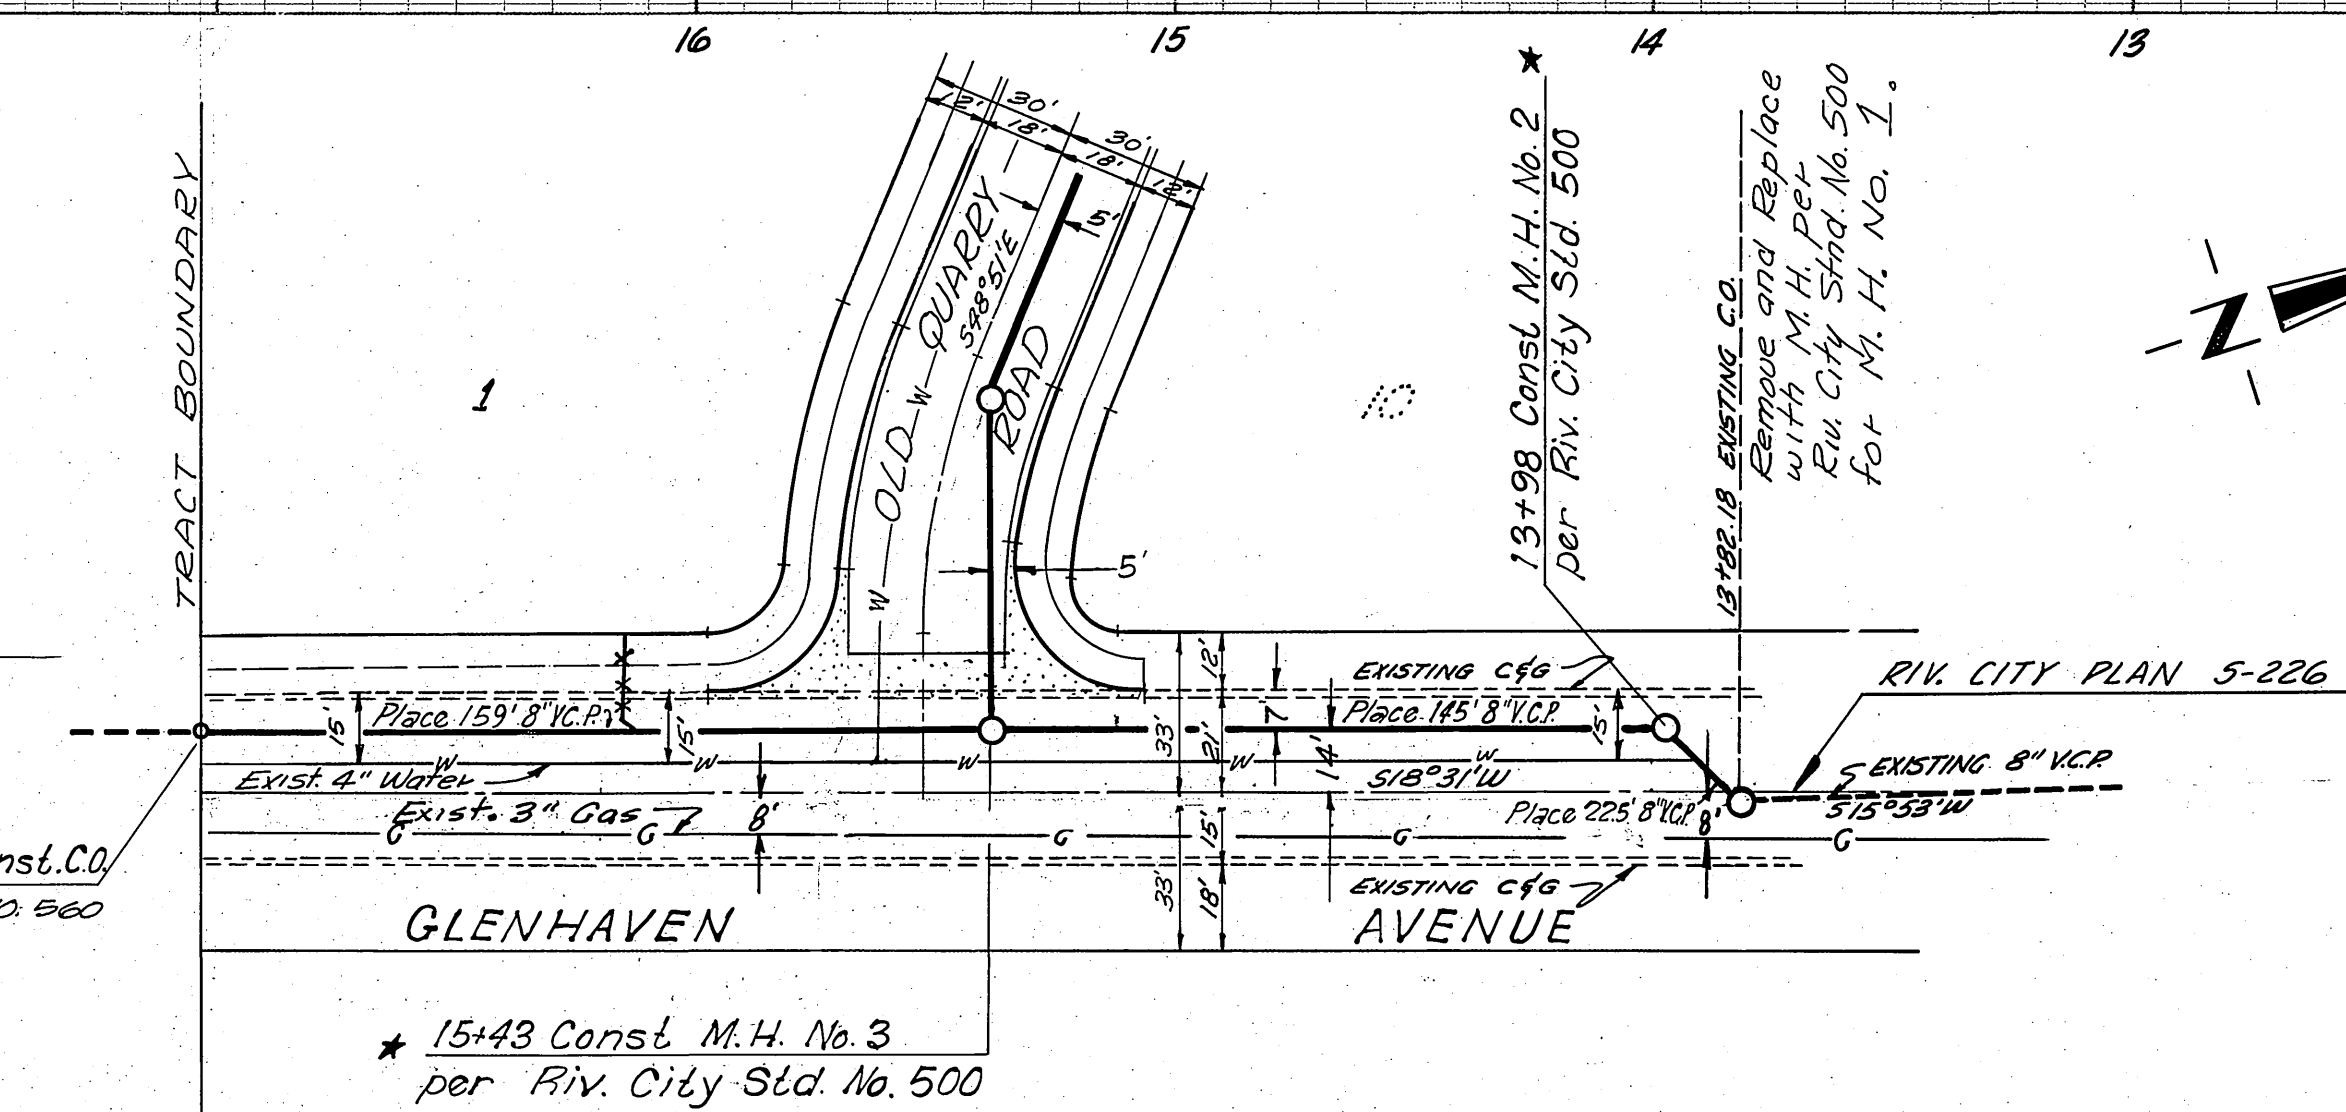 16
15
14
13
★
12'
30'
18'
30'
18'
12'
TRACT BOUNDARY
1
W OLD W QUARRY
ROAD
S48°51'E
5'
5'
10
13+98 Const M.H. No. 2
per Riv. City Std. 500
13+82.18 EXISTING C.O.
Remove and Replace
with M.H. per
Riv. City Stnd. No. 500
for M. H. No. 1.
N
EXISTING C&G
RIV. CITY PLAN S-226
15'
Place 159' 8" V.C.P.
15'
33'
12'
21'
7'
14'
Place 145' 8" V.C.P.
15'
W
W
W
W
W
Exist. 4" Water
S18°31'W
EXISTING 8" V.C.P.
S15°53'W
Exist. 3" Gas
8'
Place 22.5' 8" V.C.P.
8'
G
G
G
G
G
15'
33'
18'
EXISTING C&G
nst. C.O.
O. 560
GLENHAVEN AVENUE
★ 15+43 Const M.H. No. 3
per Riv. City Std. No. 500